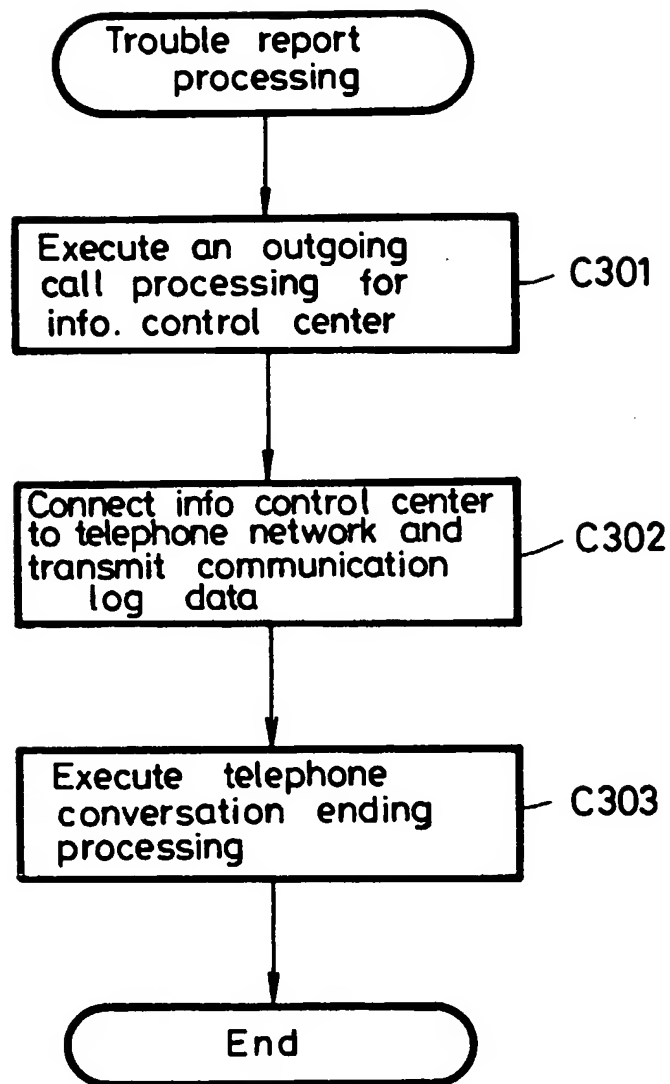 Trouble report
processing
Execute an outgoing
call processing for
info. control center
C301
Connect info control center
to telephone network and
transmit communication
log data
C302
Execute telephone
conversation ending
processing
C303
End